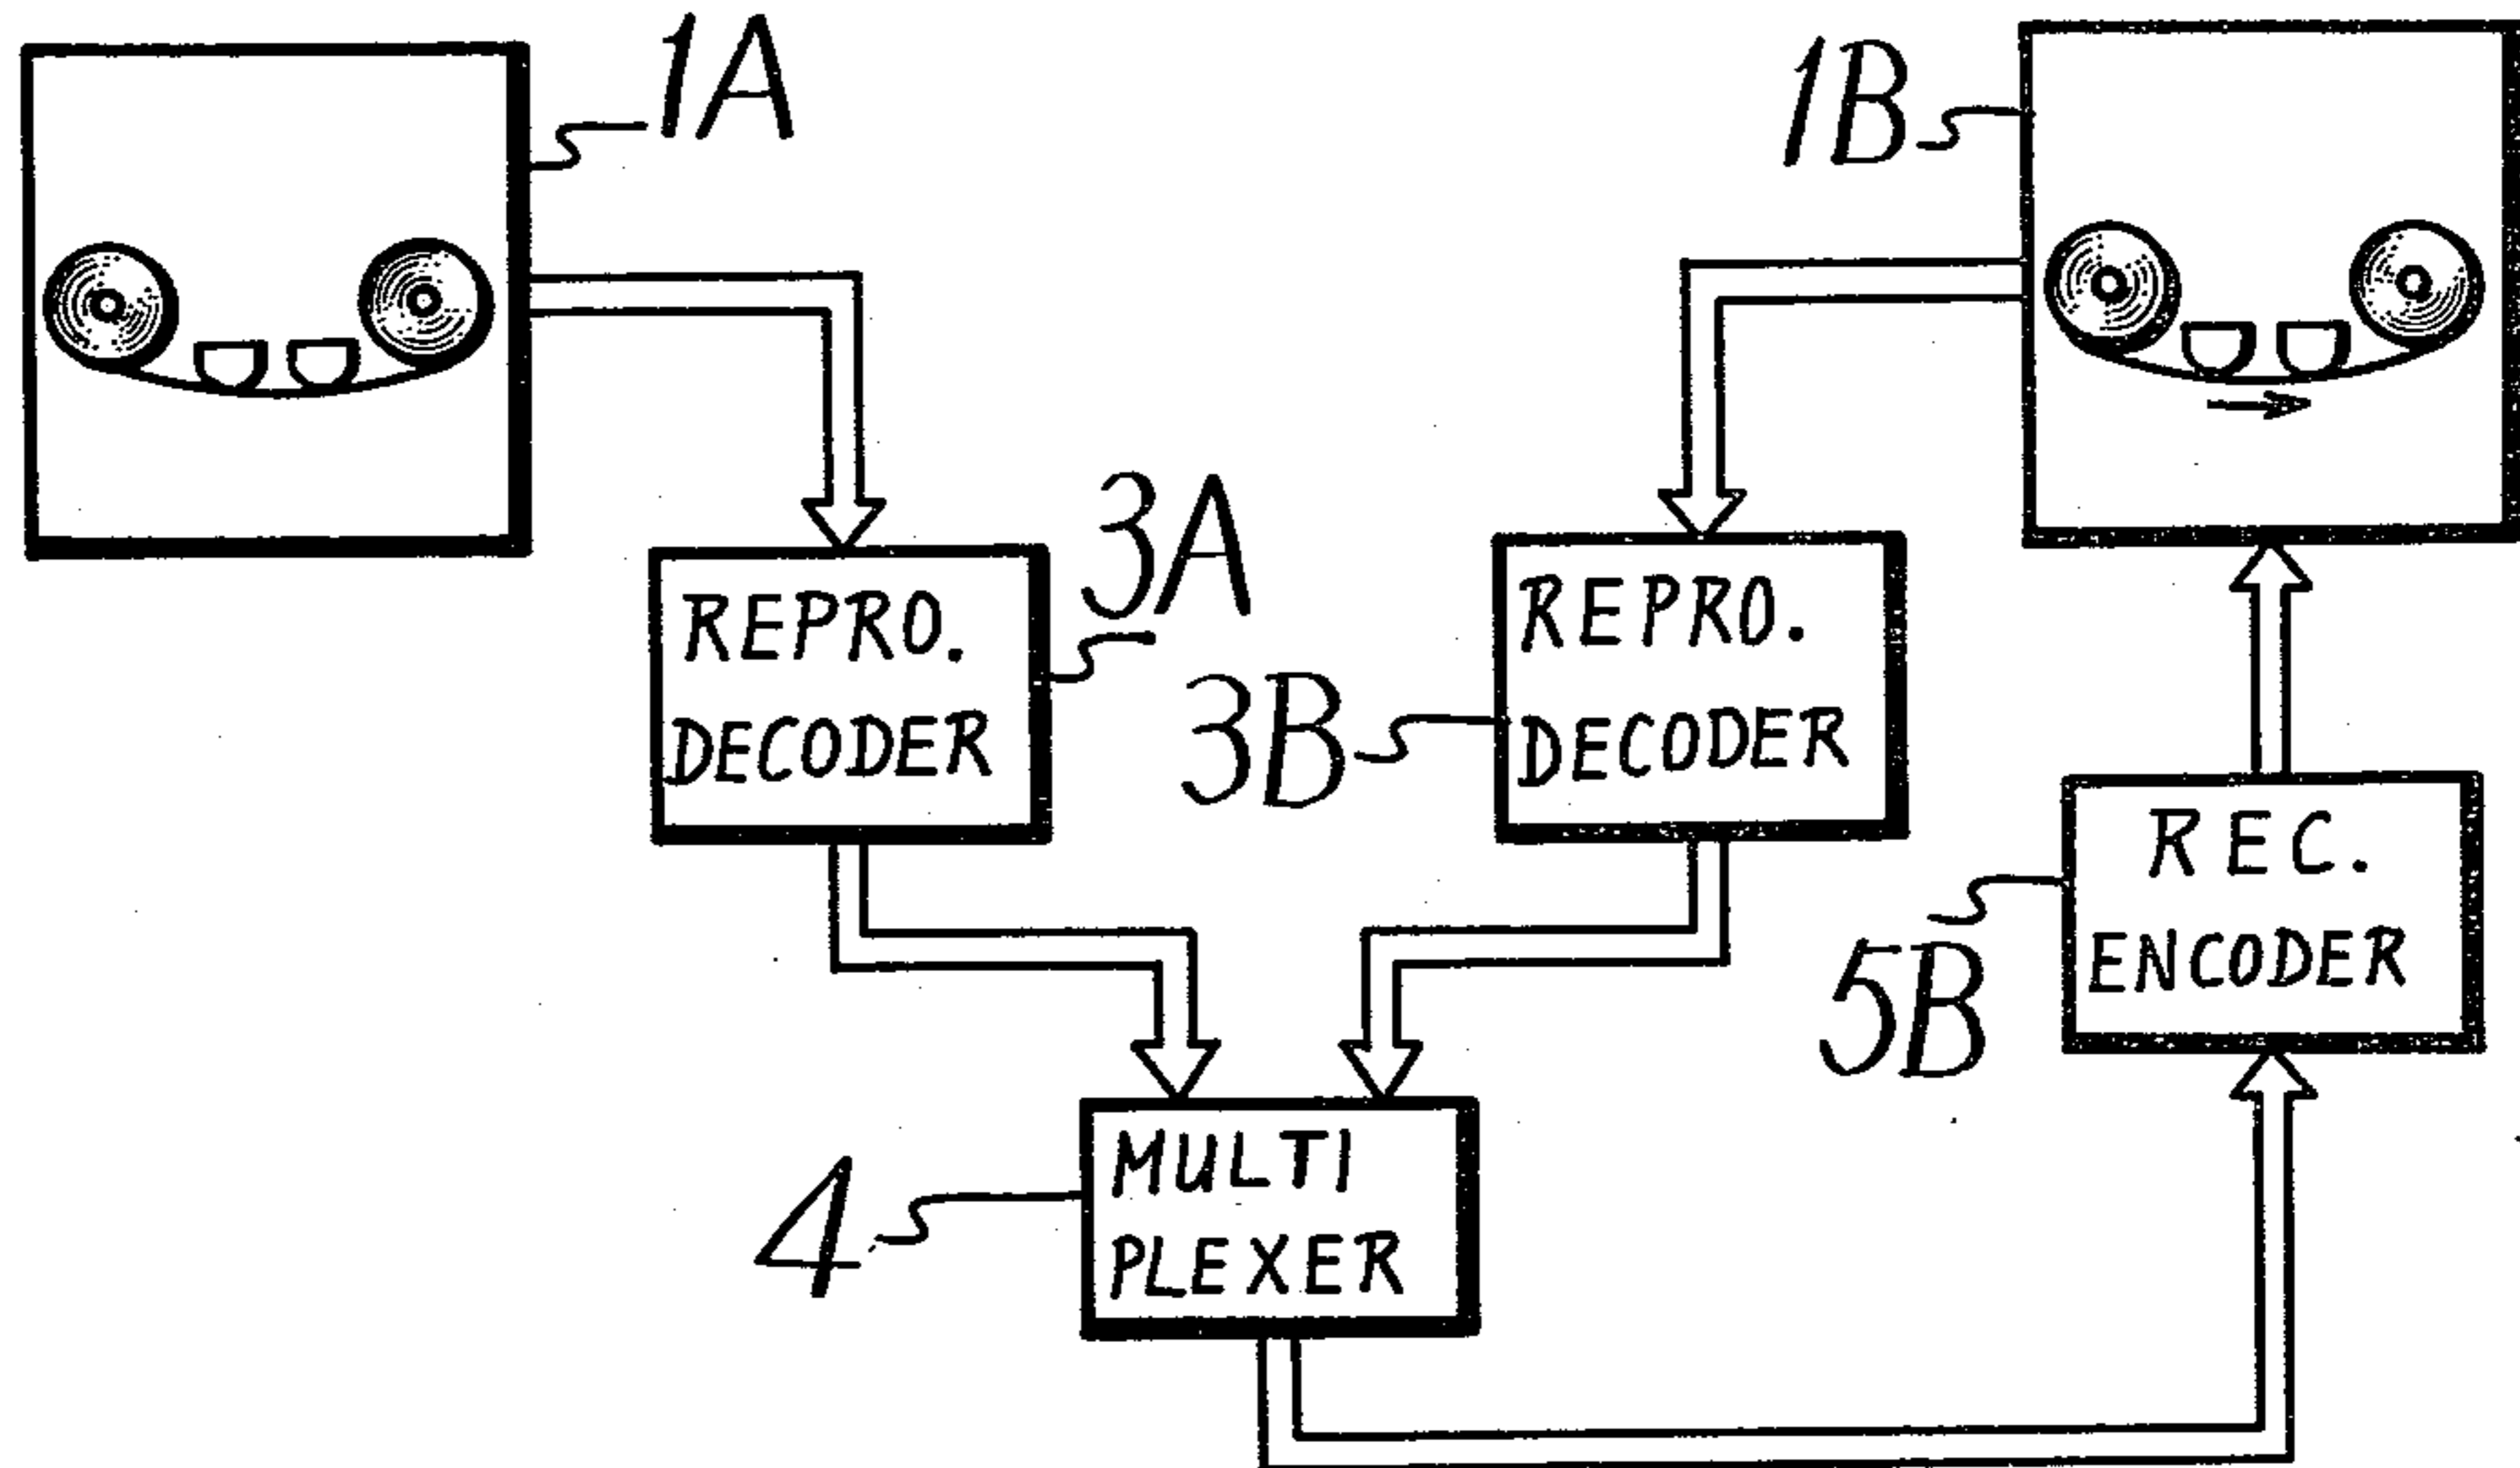 1A
1B
3A
REPRO.
DECODER
3B
REPRO.
DECODER
REC.
ENCODER
5B
MULTI
PLEXER
4